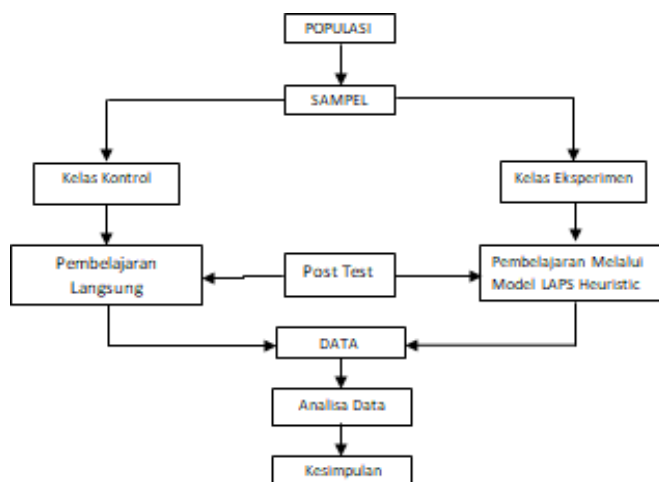 POPULASI
SAMPEL
Kelas Kontrol
Kelas Eksperimen
Pembelajaran
Langsung
Post Test
Pembelajaran Melalui
Model LAPS Heuristic
DATA
Analisa Data
Kesimpulan